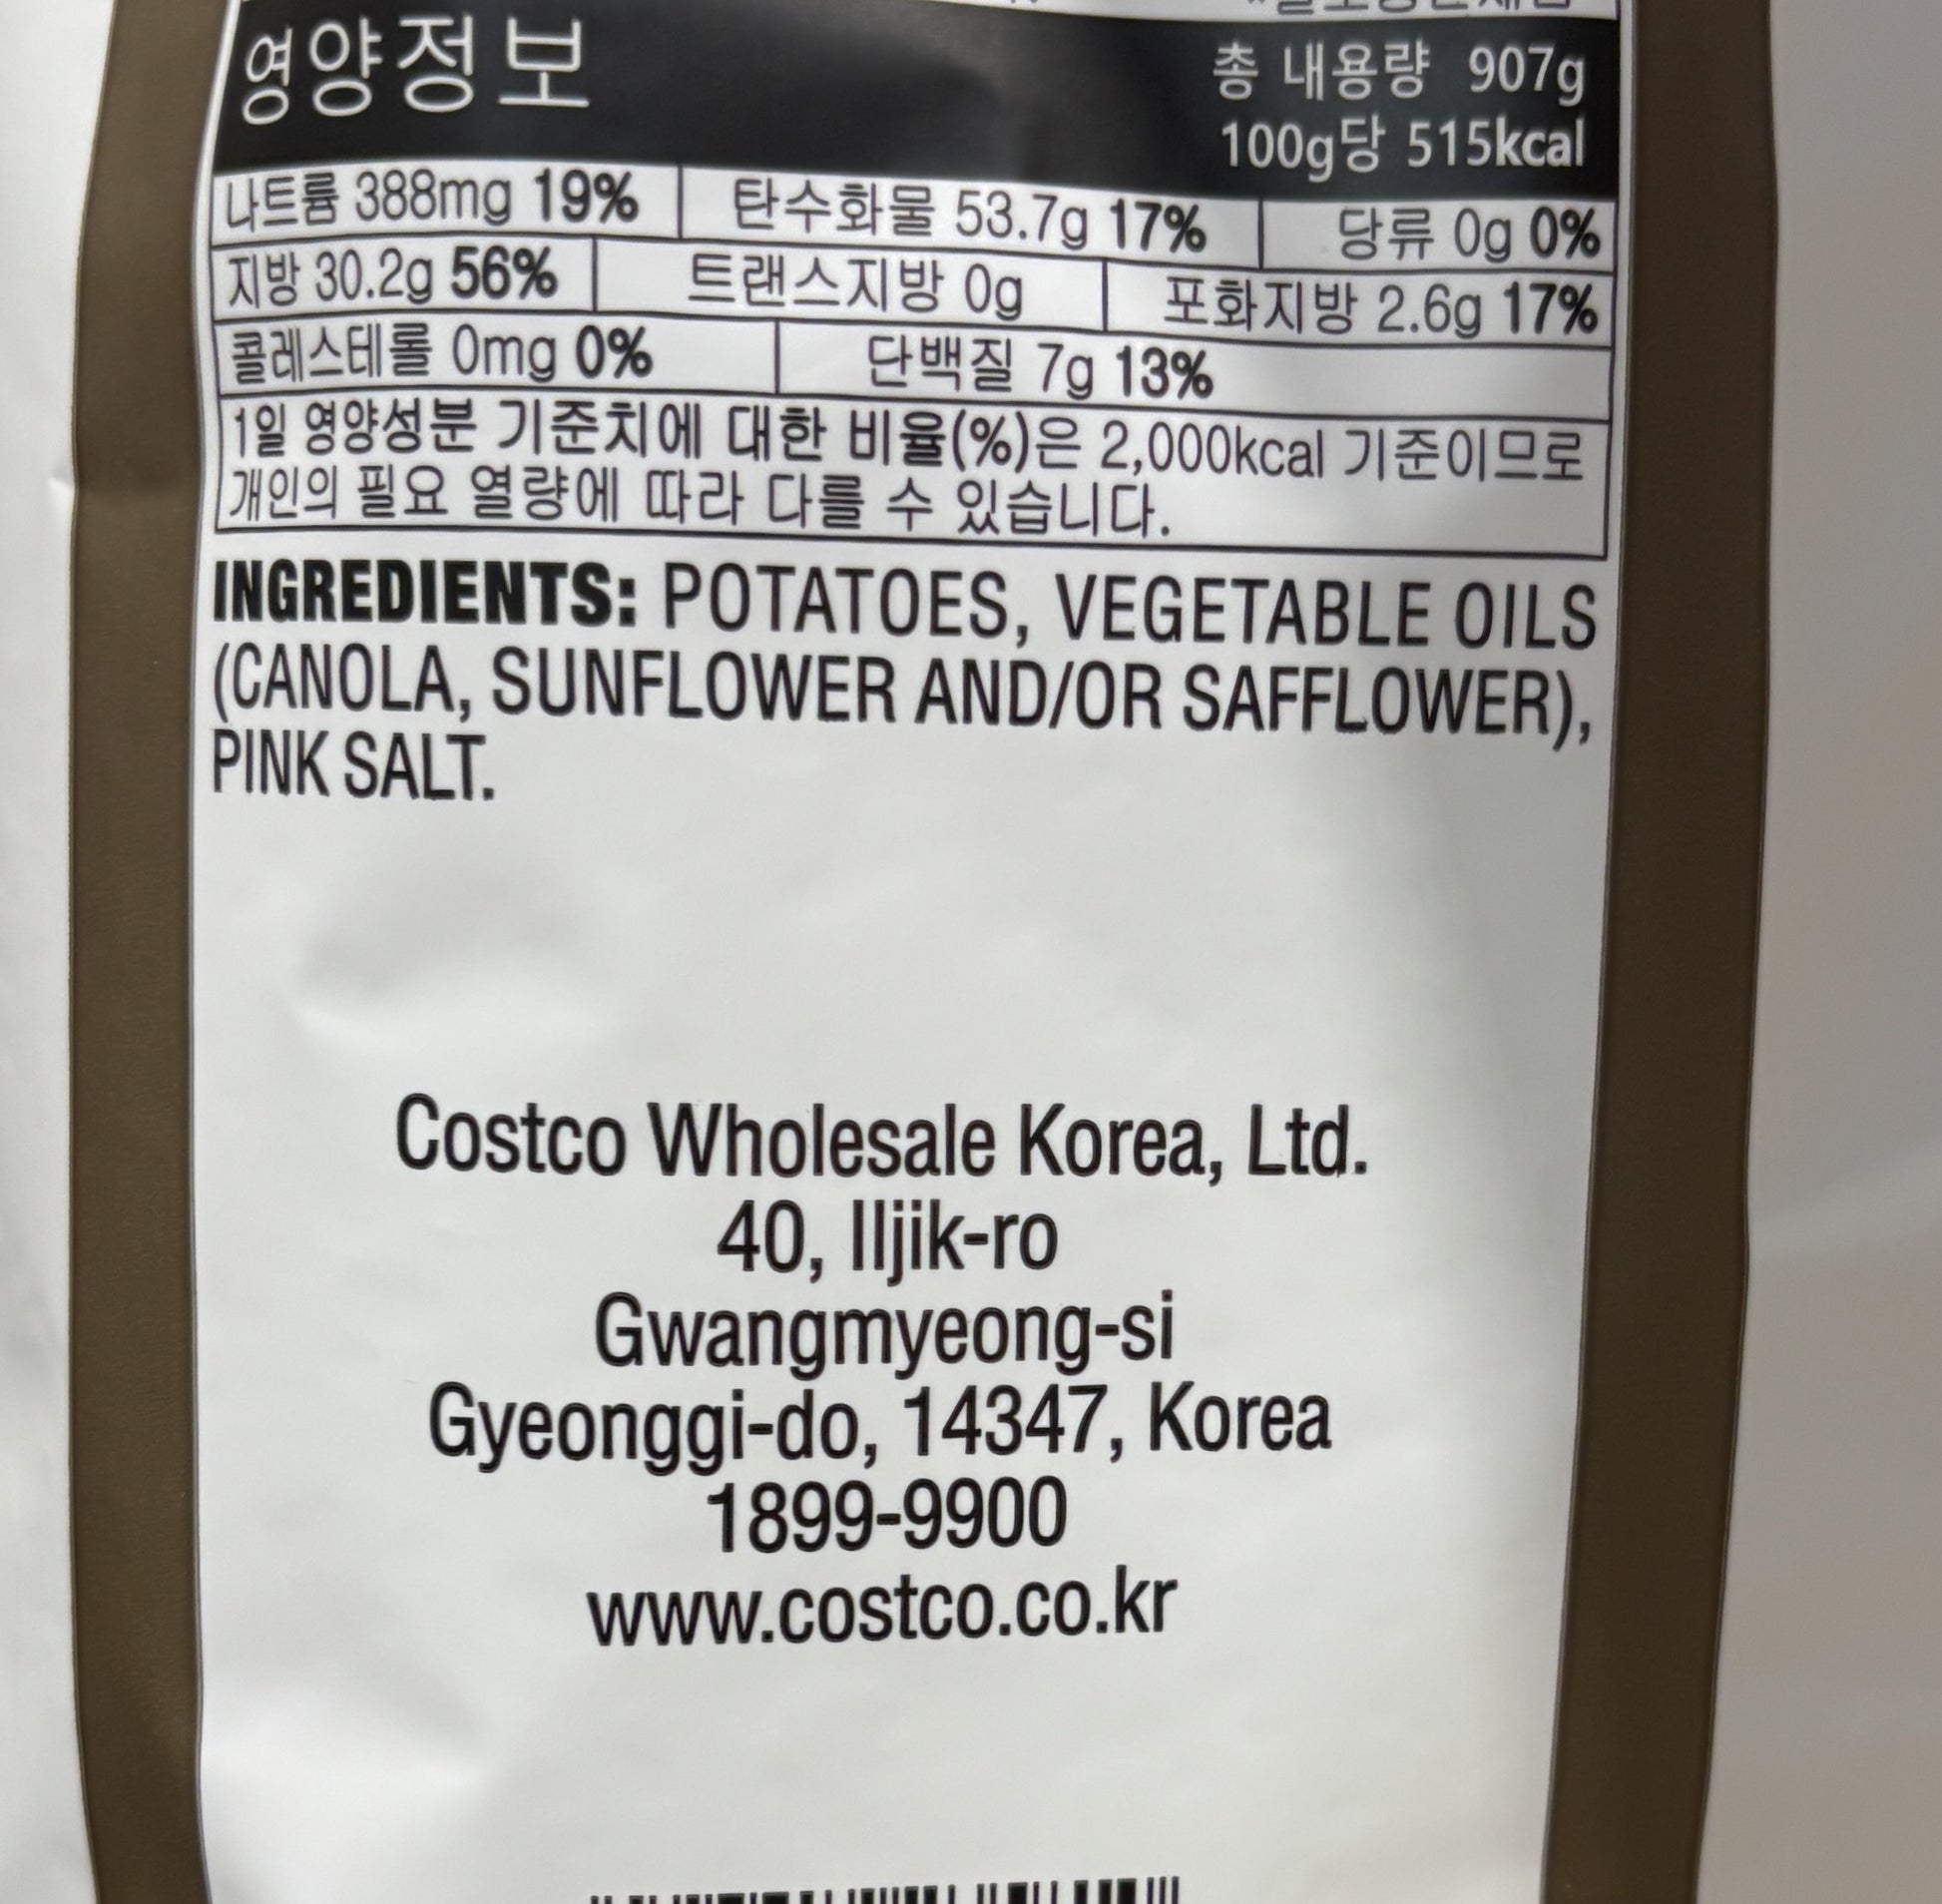 영양정보
총 내용량 907g
100g당 515kcal
나트륨 388mg 19% 탄수화물 53.7g 17% 당류 0g 0%
지방 30.2g 56% 트랜스지방 0g 포화지방 2.6g 17%
콜레스테롤 0mg 0% 단백질 7g 13%
1일 영양성분 기준치에 대한 비율(%)은 2,000kcal 기준이므로
개인의 필요 열량에 따라 다를 수 있습니다.
INGREDIENTS: POTATOES, VEGETABLE OILS
(CANOLA, SUNFLOWER AND/OR SAFFLOWER),
PINK SALT.
Costco Wholesale Korea, Ltd.
40, Iljik-ro
Gwangmyeong-si
Gyeonggi-do, 14347, Korea
1899-9900
www.costco.co.kr